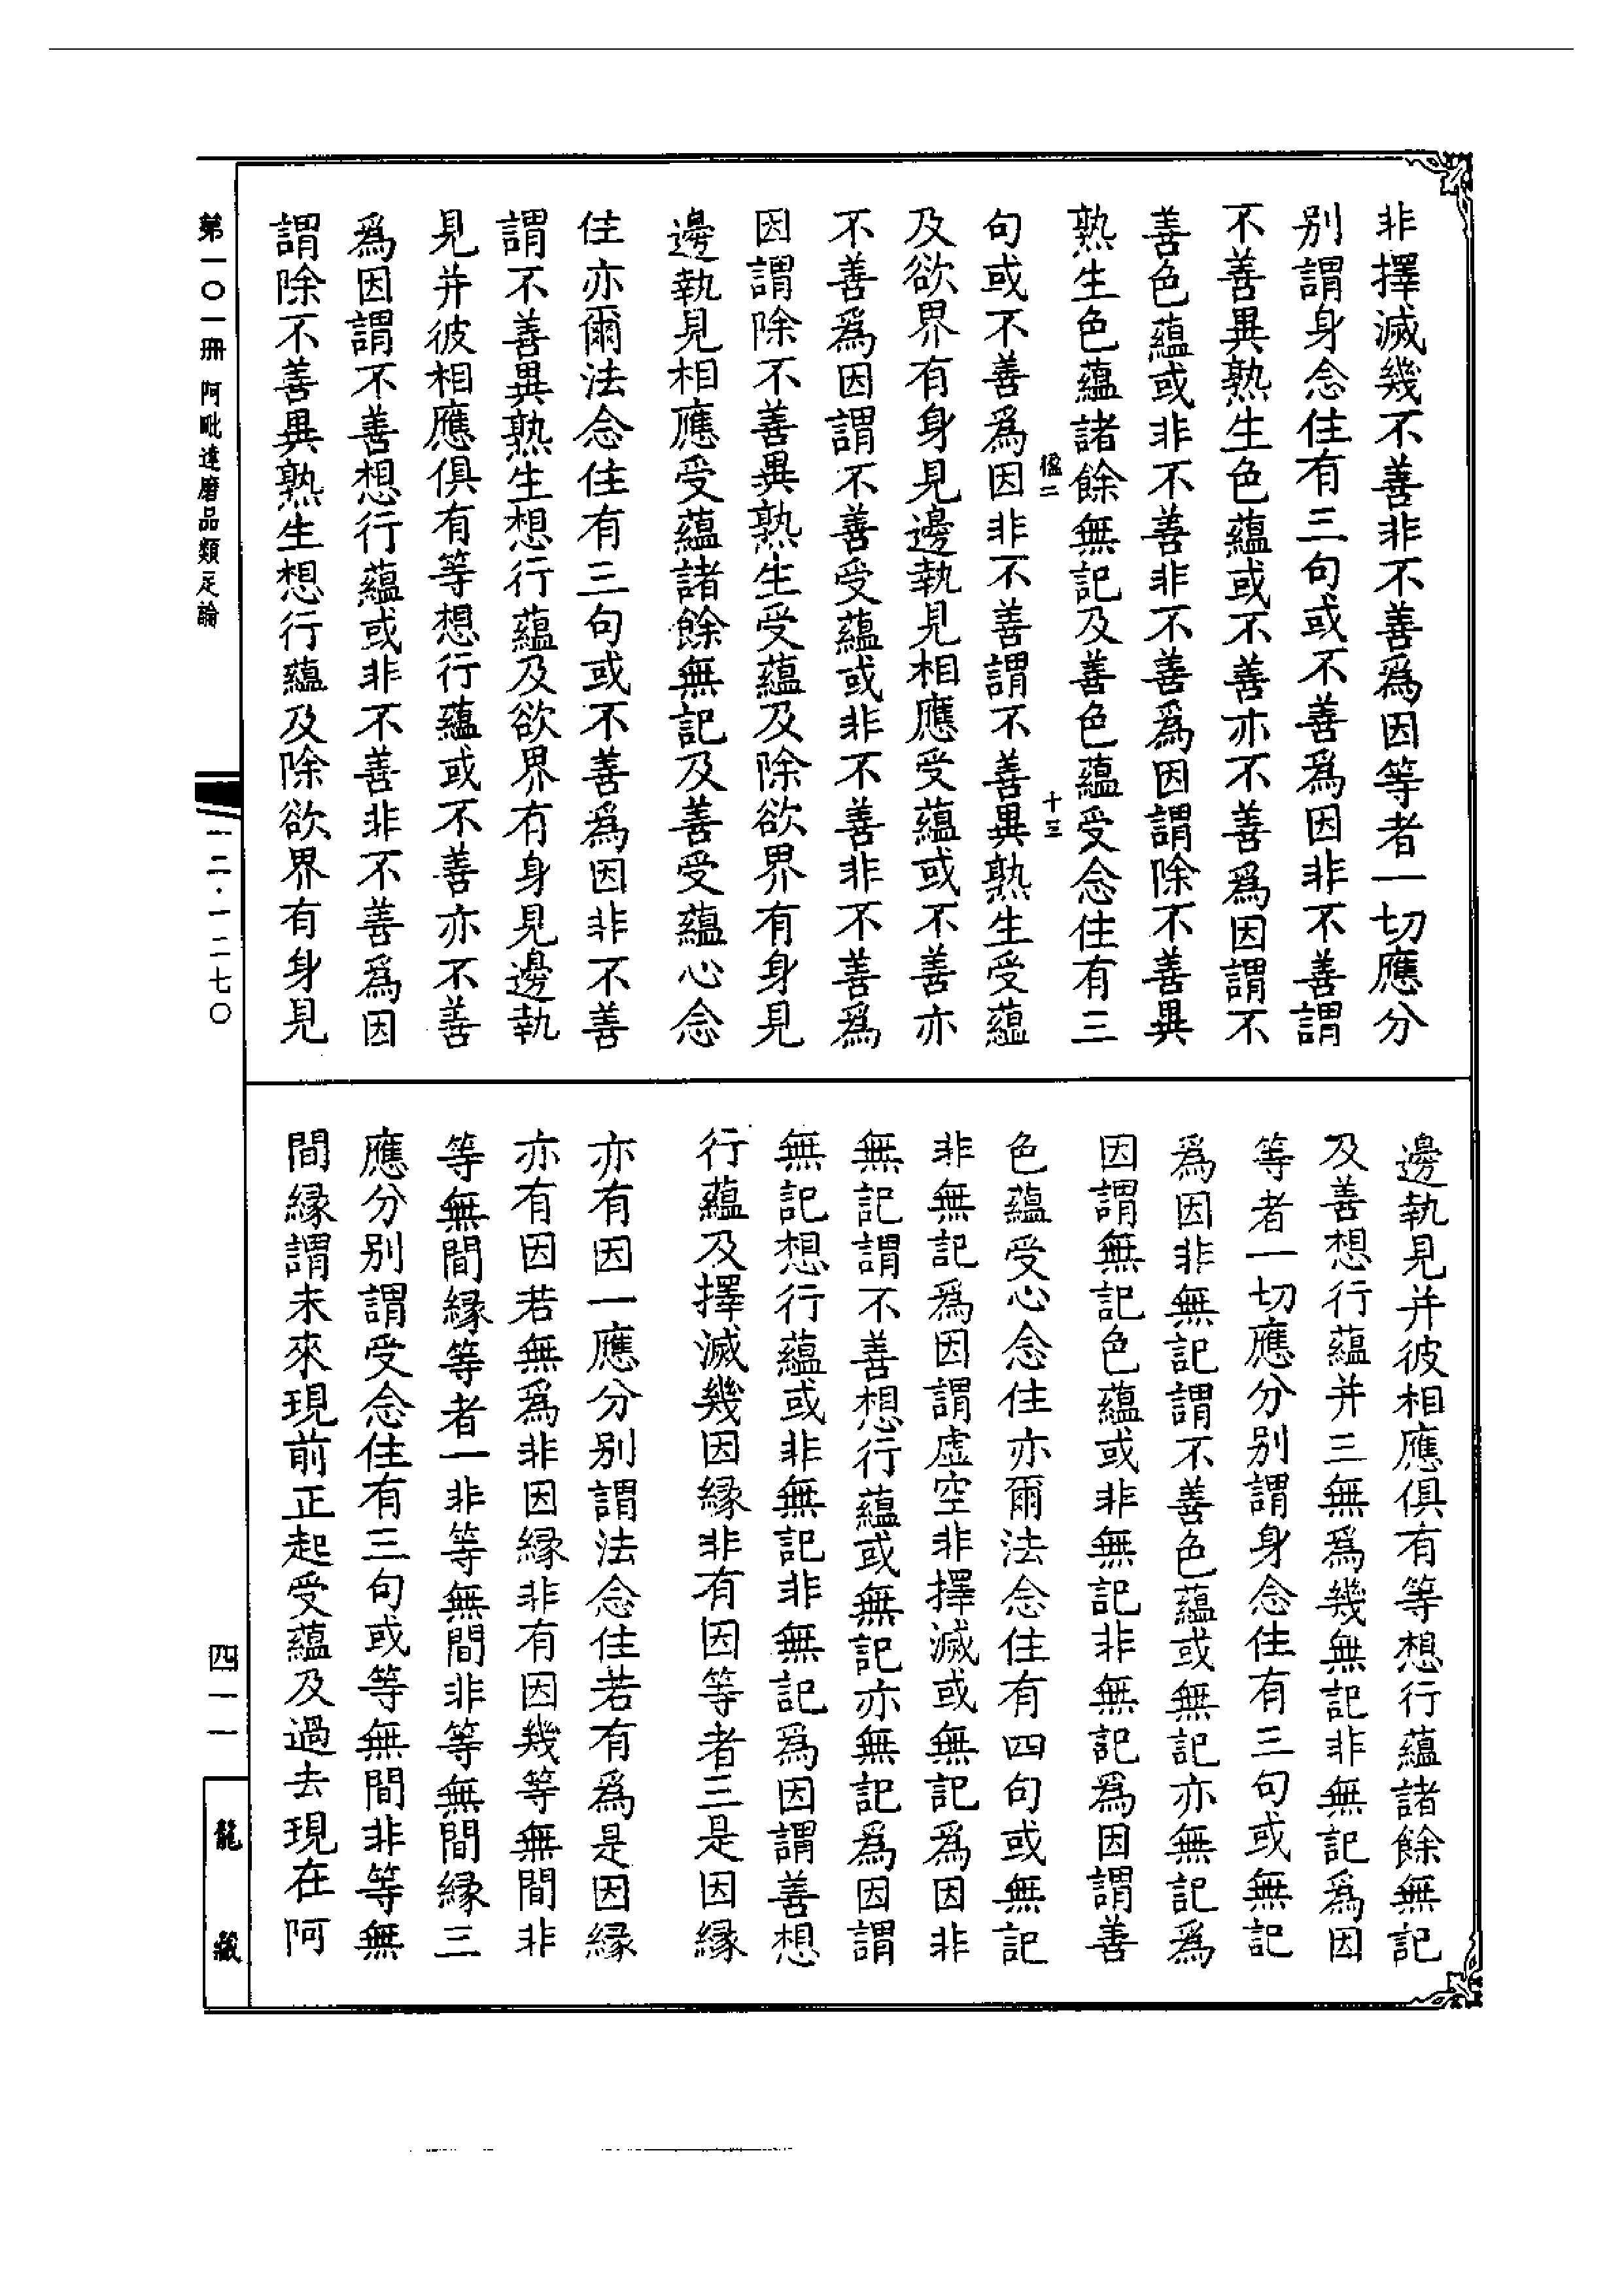 非擇滅幾不善非不善爲因等者一切應分
别謂身念住有三句或不善爲因非不善謂
不善異熟生色蘊或不善亦不善爲因謂不
善色蘊或非不善非不善爲因謂除不善異
熟生色蘊諸餘無記及善色蘊受念住有三
二
十三
句或不善爲因非不善謂不善異熟生受蘊
及欲界有身見邊執見相應受蘊或不善亦
不善爲因謂不善受蘊或非不善非不善爲
因謂除不善異熟生受蘊及除欲界有身見
邊執見相應受蘊諸餘無記及善受蘊心念
住亦爾法念住有三句或不善爲因非不善
謂不善異熟生想行蘊及欲界有身見邊執
見并彼相應俱有等想行蘊或不善亦不善
爲因謂不善想行蘊或非不善非不善爲因
謂除不善異熟生想行蘊及除欲界有身見
邊執見并彼相應俱有等想行蘊諸餘無記
及善想行蘊并三無爲幾無記非無記爲因
等者一切應分别謂身念住有三句或無記
爲因非無記謂不善色蘊或無記亦無記爲
因謂無記色蘊或非無記非無記爲因謂善
色蘊受心念住亦爾法念住有四句或無記
非無記爲因謂虛空非擇滅或無記爲因非
無記謂不善想行蘊或無記亦無記爲因謂
無記想行蘊或非無記非無記爲因謂善想
行蘊及擇滅幾因緣非有因等者三是因緣
亦有因一應分别謂法念住若有爲是因緣
亦有因若無爲非因緣非有因幾等無間非
等無間緣等者一非等無間非等無間緣三
應分别謂受念住有三句或等無間非等無
間緣謂未來現前正起受蘊及過去現在阿
第一〇一册 阿毗達磨品類足論
一二·一二七〇
四一一
龍藏